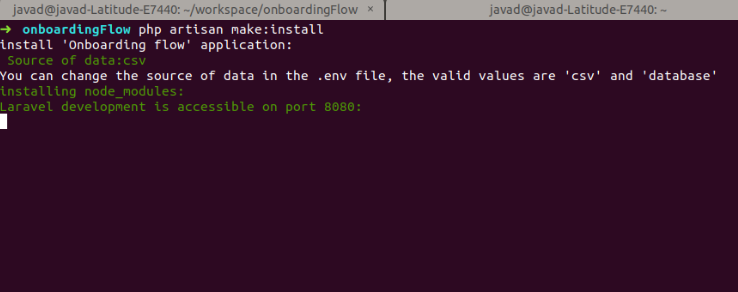 javad@javad-Latitude-E7440: ~/workspace/onboardingFlow × javad@javad-Latitude-E7440: ~
➜ onboardingFlow php artisan make:install
install 'Onboarding flow' application:
Source of data:csv
You can change the source of data in the .env file, the valid values are 'csv' and 'database'
installing node_modules:
Laravel development is accessible on port 8080: